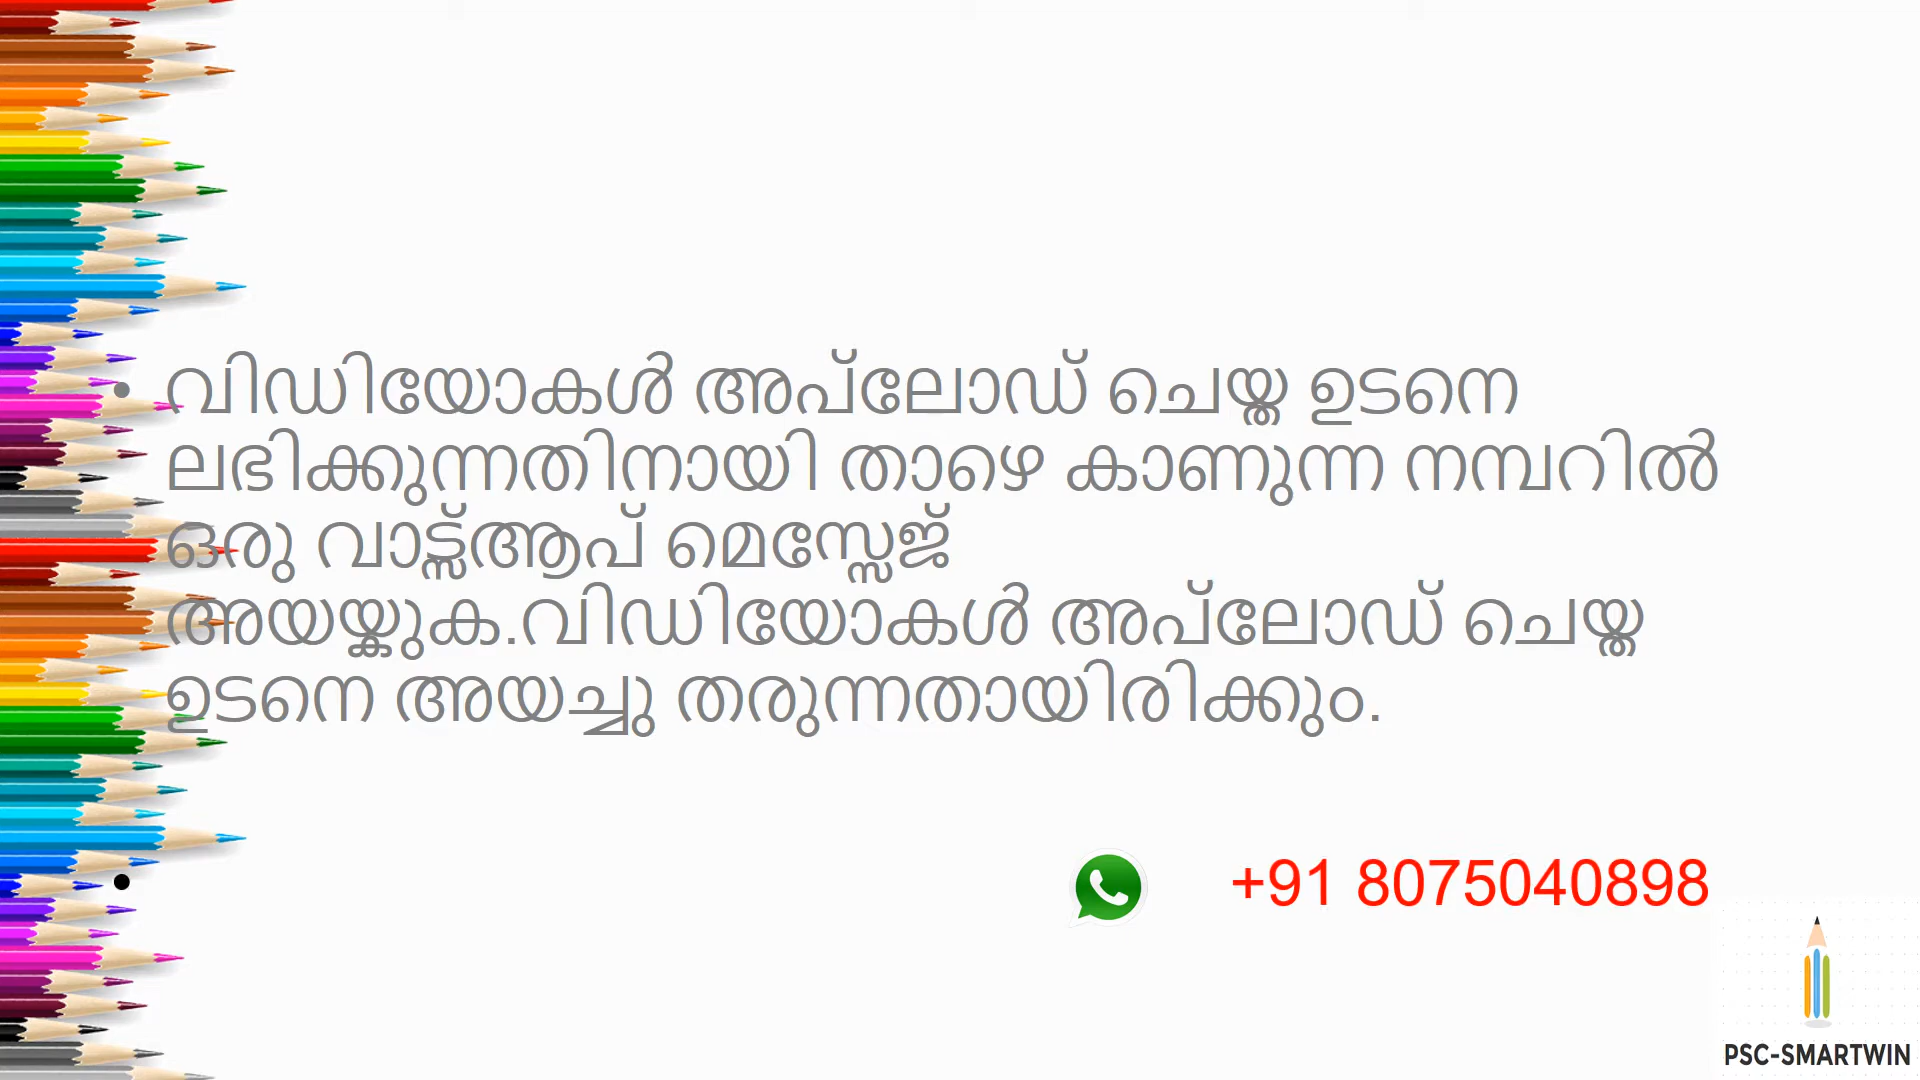 • വിഡിയോകൾ അപ്ലോഡ് ചെയ്ത ഉടനെ
ലഭിക്കുന്നതിനായി താഴെ കാണുന്ന നമ്പറിൽ
ഒരു വാട്സ്ആപ് മെസ്സേജ്
അയയ്കുക.വിഡിയോകൾ അപ്ലോഡ് ചെയ്ത
ഉടനെ അയച്ചു തരുന്നതായിരിക്കും.
• +91 8075040898
PSC-SMARTWIN